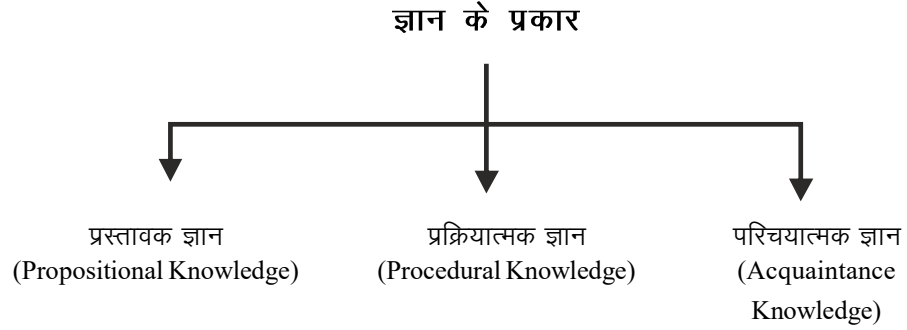 ज्ञान के प्रकार
प्रस्तावक ज्ञान
(Propositional Knowledge)
प्रक्रियात्मक ज्ञान
(Procedural Knowledge)
परिचयात्मक ज्ञान
(Acquaintance
Knowledge)